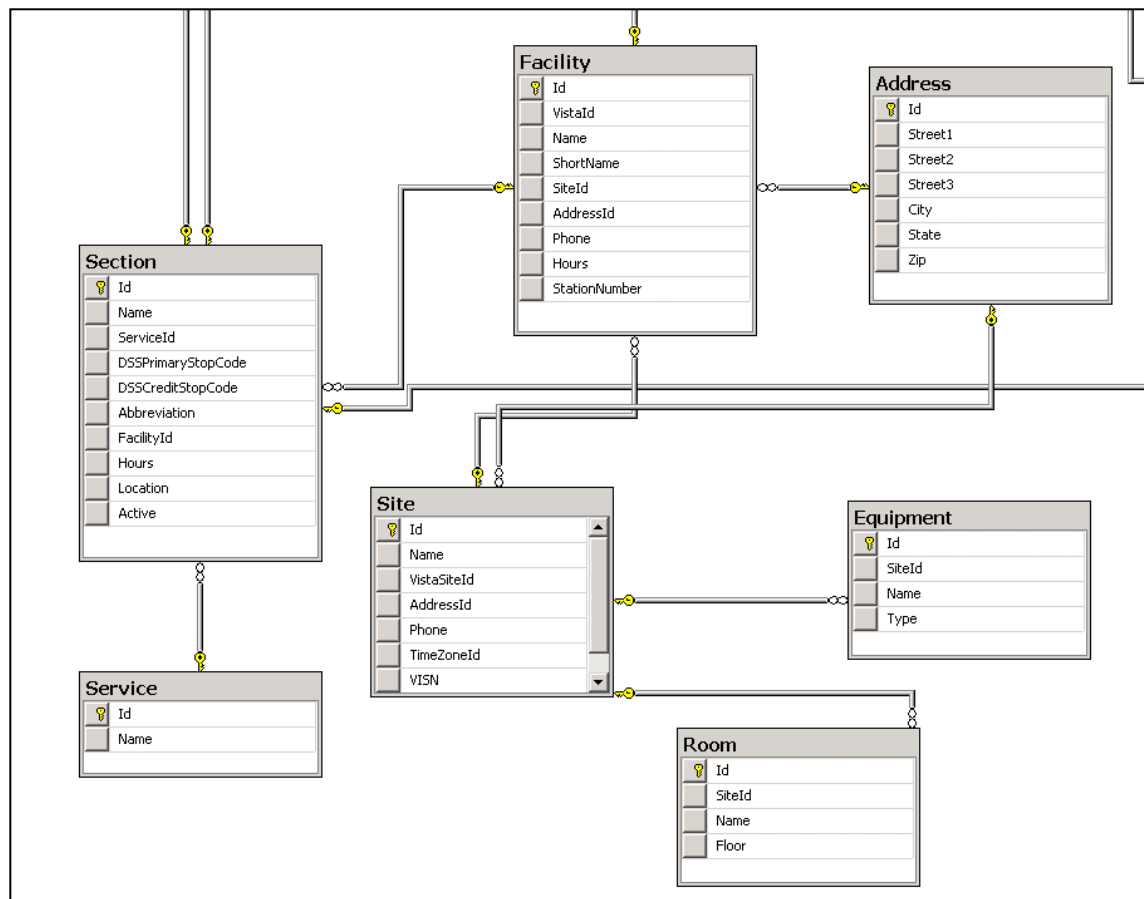 Facility
Id
VistaId
Name
ShortName
SiteId
AddressId
Phone
Hours
StationNumber
Address
Id
Street1
Street2
Street3
City
State
Zip
Section
Id
Name
ServiceId
DSSPrimaryStopCode
DSSCreditStopCode
Abbreviation
FacilityId
Hours
Location
Active
Site
Id
Name
VistaSiteId
AddressId
Phone
TimeZoneId
VISN
Equipment
Id
SiteId
Name
Type
Service
Id
Name
Room
Id
SiteId
Name
Floor